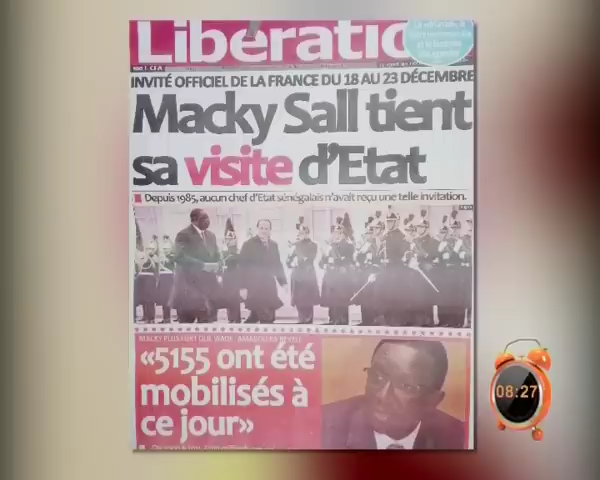 Libération
INVITÉ OFFICIEL DE LA FRANCE DU 18 AU 23 DÉCEMBRE
Macky Sall tient
sa visite d'Etat
Depuis 1985, aucun chef d'Etat sénégalais n'avait reçu une telle invitation.
«5155 ont été
mobilisés à
ce jour»
08:27